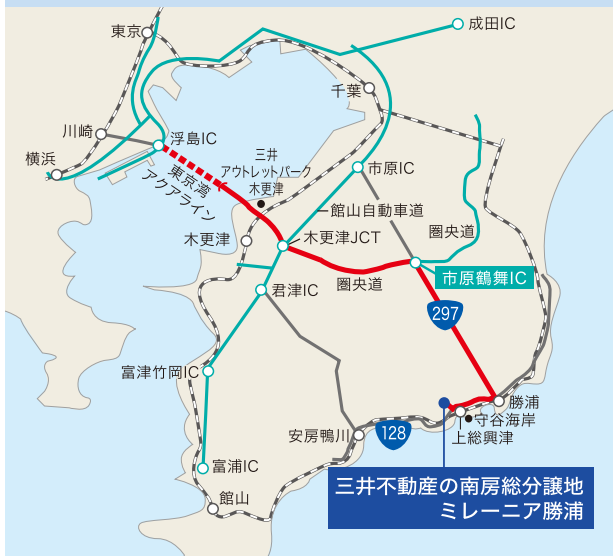 成田IC
東京
千葉
川崎
浮島IC
横浜
三井
アウトレットパーク
木更津
市原IC
東京湾
アクアライン
館山自動車道
木更津
木更津JCT
圏央道
圏央道
市原鶴舞IC
君津IC
297
富津竹岡IC
勝浦
守谷海岸
上総興津
安房鴨川
128
富浦IC
館山
三井不動産の南房総分譲地
ミレーニア勝浦